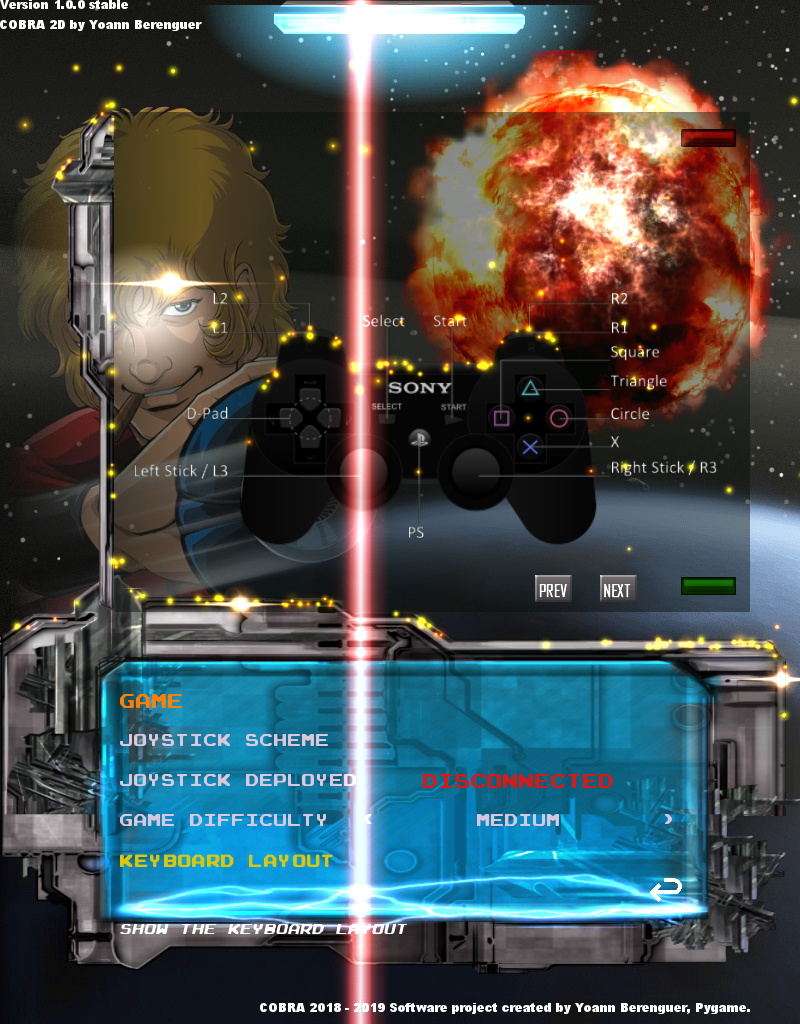 Version 1.0.0 stable
COBRA 2D by Yoann Berenguer
L2
R2
L1
Select
Start
R1
Square
Triangle
SONY
SELECT
START
D-Pad
Circle
X
Left Stick / L3
Right Stick / R3
PS
PREV
NEXT
GAME
JOYSTICK SCHEME
JOYSTICK DEPLOYED DISCONNECTED
GAME DIFFICULTY < MEDIUM >
KEYBOARD LAYOUT
SHOW THE KEYBOARD LAYOUT
COBRA 2018 - 2019 Software project created by Yoann Berenguer, Pygame.